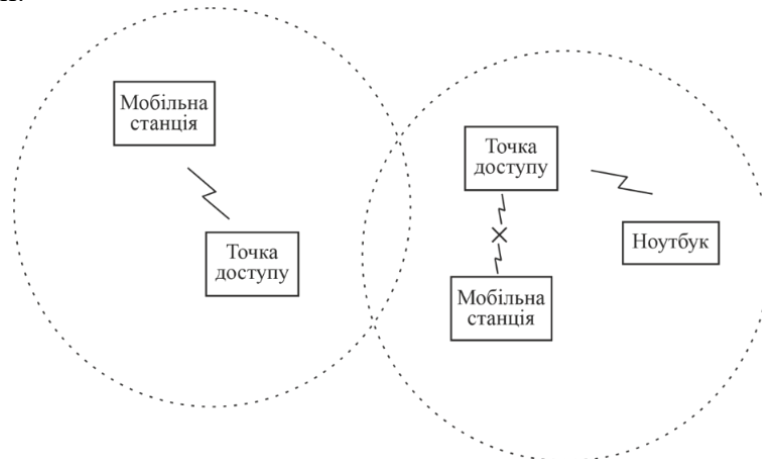 Мобільна
станція
Точка
доступу
Точка
доступу
Ноутбук
Мобільна
станція